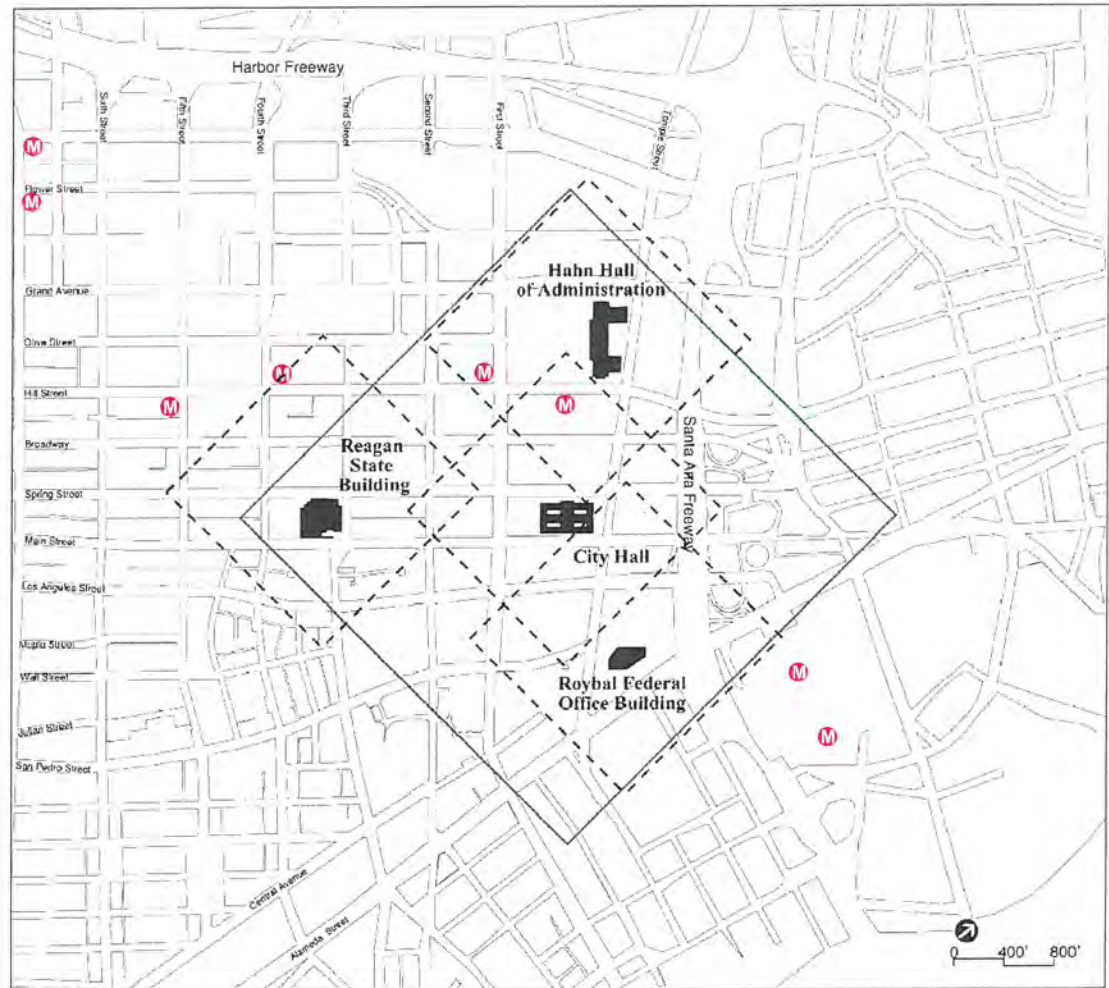 Harbor Freeway
Sixth Street
Fifth Street
Fourth Street
Third Street
Second Street
First Street
Temple Street
M
Flower Street
M
Hahn Hall
of Administration
Grand Avenue
Olive Street
M
M
Hill Street
M
M
Broadway
Reagan
State
Building
Santa Ana Freeway
Spring Street
Main Street
City Hall
Los Angeles Street
Maple Street
Wall Street
M
Roybal Federal
Office Building
Julian Street
M
San Pedro Street
Central Avenue
Alameda Street
0 400' 800'